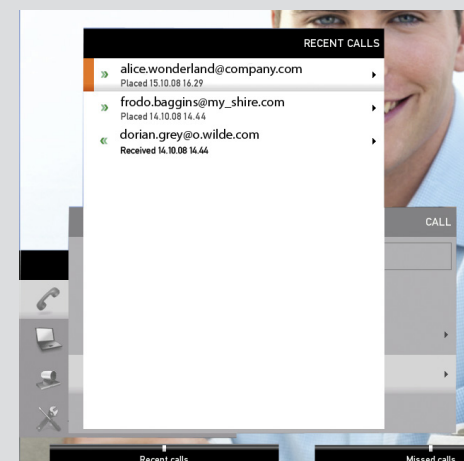 RECENT CALLS
alice.wonderland@company.com
Placed 15.10.08 16.29
frodo.baggins@my_shire.com
Placed 14.10.08 14.44
dorian.grey@o.wilde.com
Received 14.10.08 14.44
CALL
Recent calls
Missed calls